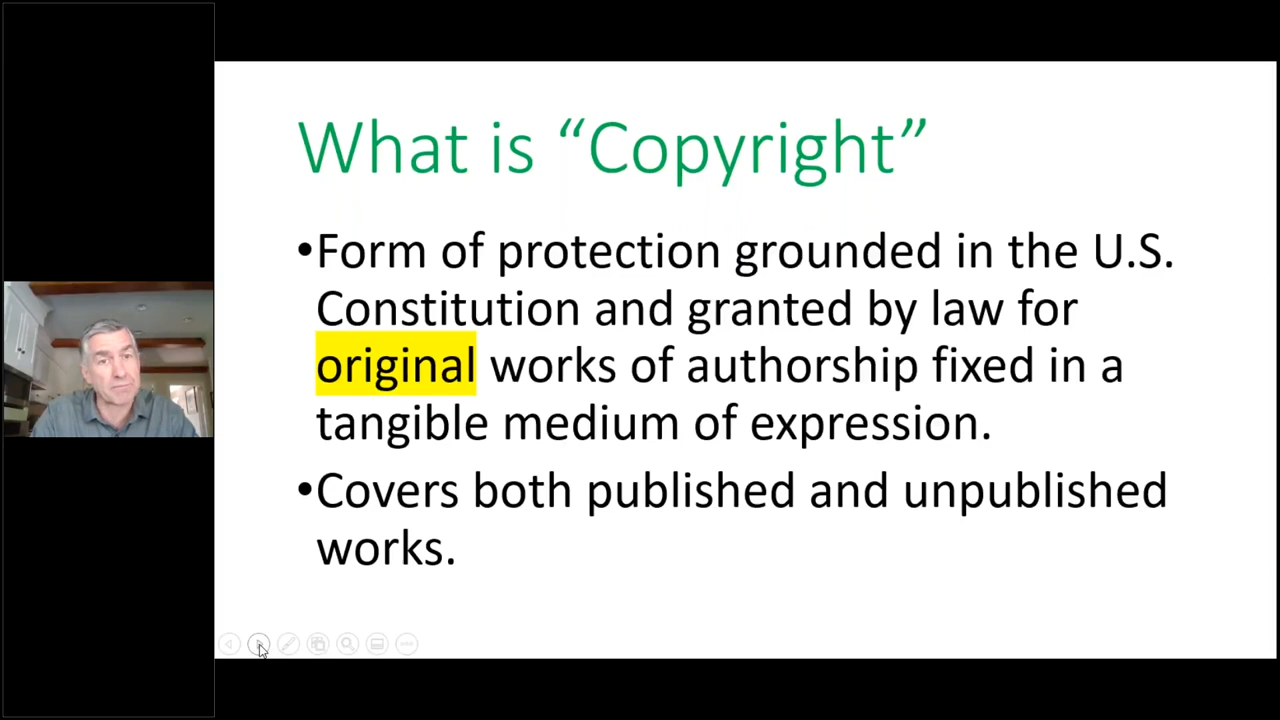 What is “Copyright”
•Form of protection grounded in the U.S.
Constitution and granted by law for
original works of authorship fixed in a
tangible medium of expression.
•Covers both published and unpublished
works.